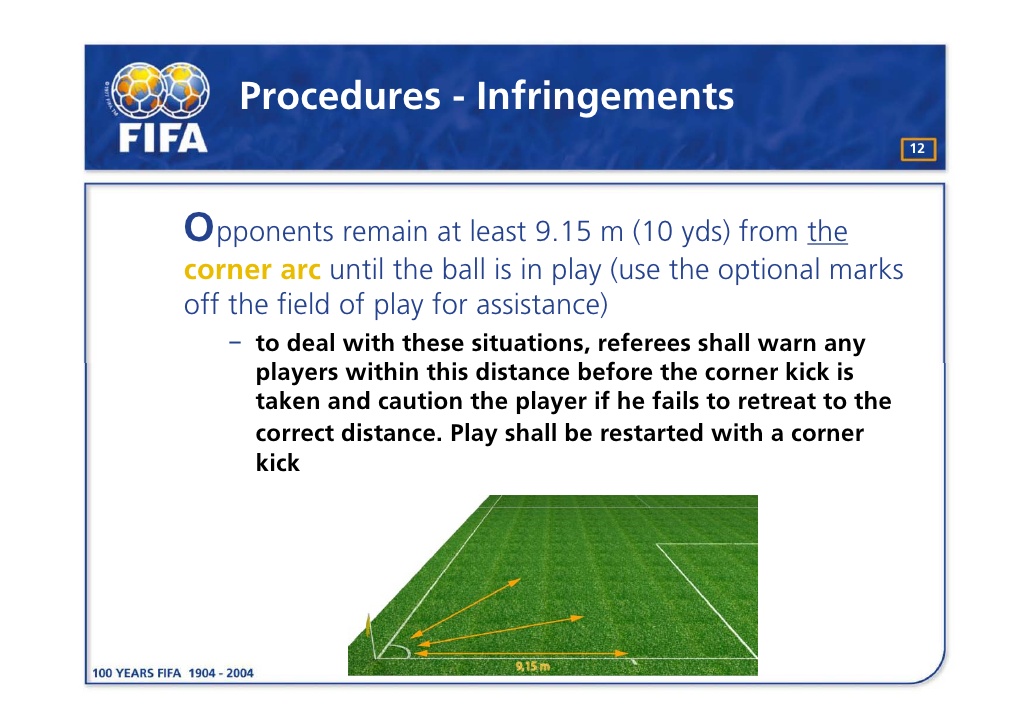 FIFA
Procedures - Infringements
12
Opponents remain at least 9.15 m (10 yds) from the
corner arc until the ball is in play (use the optional marks
off the field of play for assistance)
– to deal with these situations, referees shall warn any
players within this distance before the corner kick is
taken and caution the player if he fails to retreat to the
correct distance. Play shall be restarted with a corner
kick
9,15 m
100 YEARS FIFA 1904 - 2004